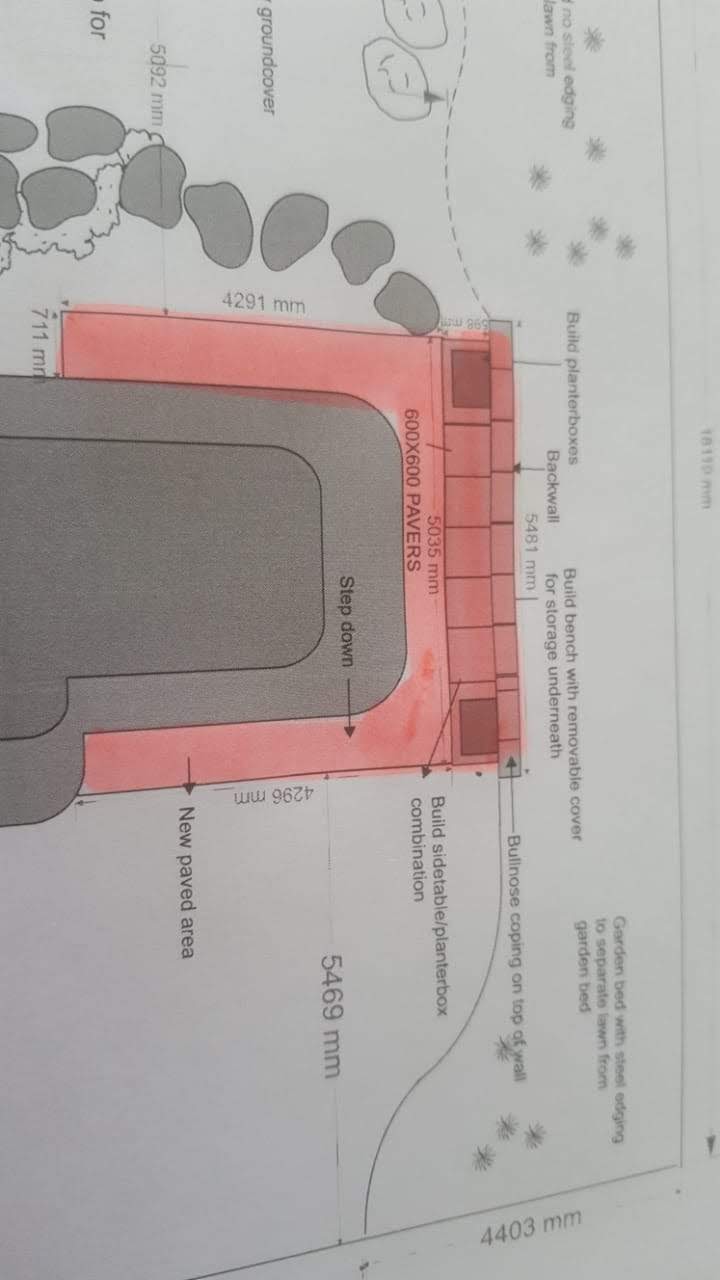 18110 mm
no steel edging
lawn from
groundcover
for
5092 mm
4291 mm
711 mm
598 mm
Build planterboxes
Backwall
5481 mm
Build bench with removable cover
for storage underneath
600X600 PAVERS
5035 mm
Step down
4296 mm
New paved area
Build sidetable/planterbox
combination
Bullnose coping on top of wall
Garden bed with steel edging
to separate lawn from
garden bed
5469 mm
4403 mm